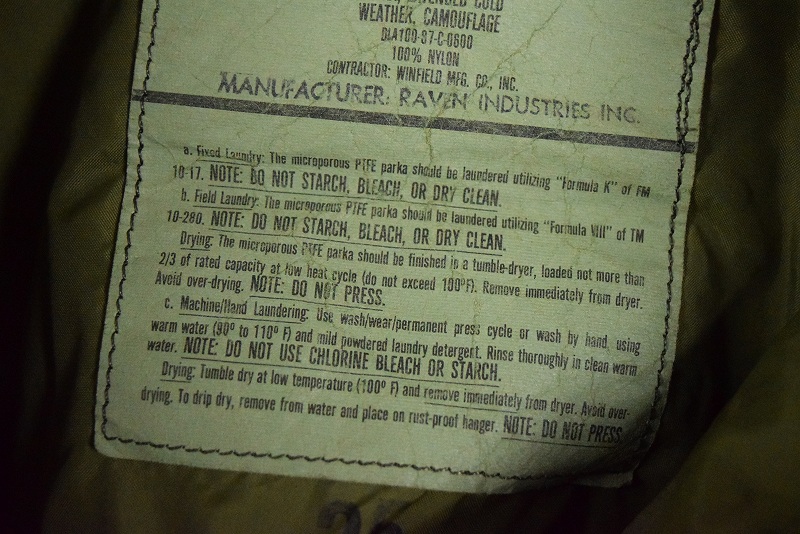 EXTENDED COLD
WEATHER, CAMOUFLAGE
DLA100-87-C-0600
100% NYLON
CONTRACTOR: WINFIELD MFG. CO., INC.
MANUFACTURER: RAVEN INDUSTRIES INC.
a. Fixed Laundry: The microporous PTFE parka should be laundered utilizing "Formula K" of FM
10-17. NOTE: DO NOT STARCH, BLEACH, OR DRY CLEAN.
b. Field Laundry: The microporous PTFE parka should be laundered utilizing "Formula VIII" of TM
10-280. NOTE: DO NOT STARCH, BLEACH, OR DRY CLEAN.
Drying: The microporous PTFE parka should be finished in a tumble-dryer, loaded not more than
2/3 of rated capacity at low heat cycle (do not exceed 100ºF). Remove immediately from dryer.
Avoid over-drying. NOTE: DO NOT PRESS.
c. Machine/Hand Laundering: Use wash/wear/permanent press cycle or wash by hand, using
warm water (90º to 110º F) and mild powdered laundry detergent. Rinse thoroughly in clean warm
water. NOTE: DO NOT USE CHLORINE BLEACH OR STARCH.
Drying: Tumble dry at low temperature (100º F) and remove immediately from dryer. Avoid over-
drying. To drip dry, remove from water and place on rust-proof hanger. NOTE: DO NOT PRESS.